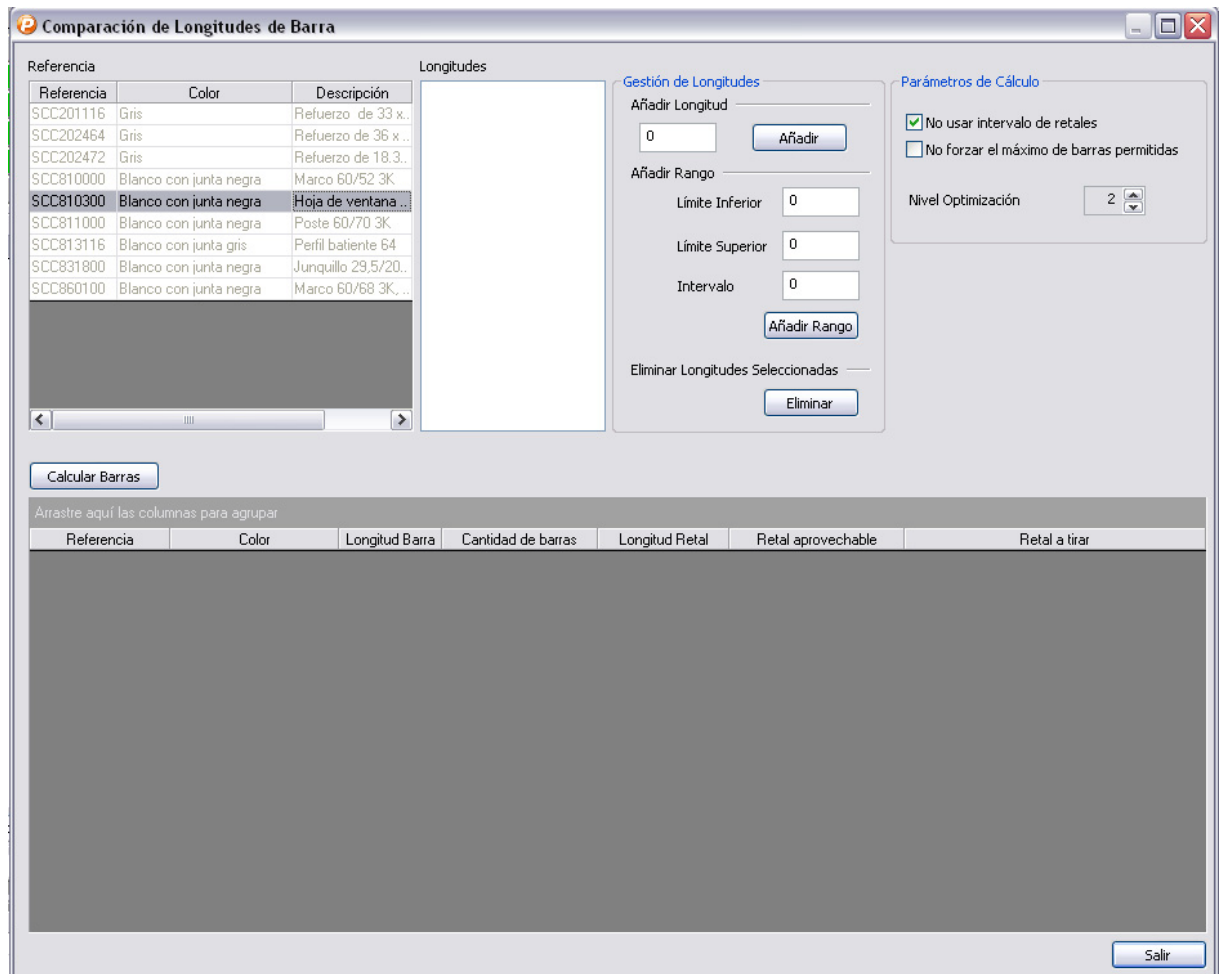 Comparación de Longitudes de Barra
Referencia
Longitudes
Referencia Color Descripción
SCC201116 Gris Refuerzo de 33 x..
SCC202464 Gris Refuerzo de 36 x ..
SCC202472 Gris Refuerzo de 18.3..
SCC810000 Blanco con junta negra Marco 60/52 3K
SCC810300 Blanco con junta negra Hoja de ventana ..
SCC811000 Blanco con junta negra Poste 60/70 3K
SCC813116 Blanco con junta gris Perfil batiente 64
SCC831800 Blanco con junta negra Junquillo 29,5/20..
SCC860100 Blanco con junta negra Marco 60/68 3K, ..
Gestión de Longitudes
Añadir Longitud
0 Añadir
Añadir Rango
Límite Inferior 0
Límite Superior 0
Intervalo 0
Añadir Rango
Eliminar Longitudes Seleccionadas
Eliminar
Parámetros de Cálculo
No usar intervalo de retales
No forzar el máximo de barras permitidas
Nivel Optimización 2
Calcular Barras
Arrastre aquí las columnas para agrupar
Referencia Color Longitud Barra Cantidad de barras Longitud Retal Retal aprovechable Retal a tirar
Salir